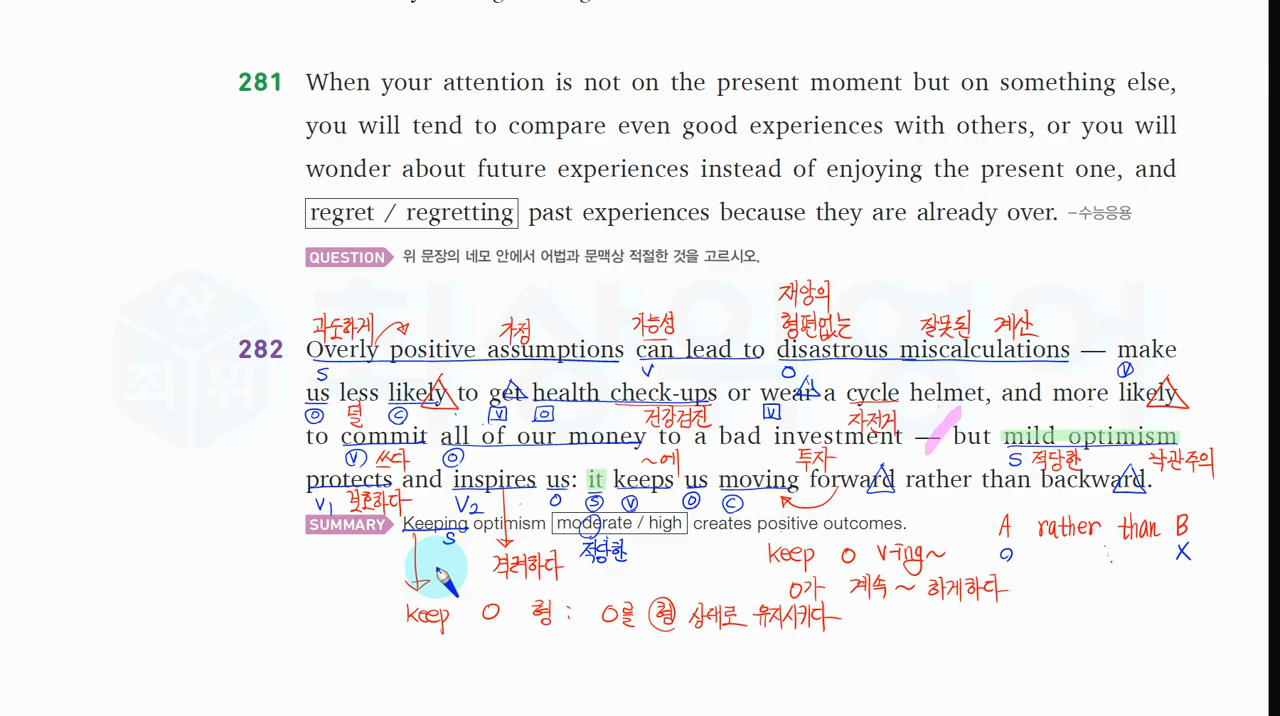 281 When your attention is not on the present moment but on something else,
you will tend to compare even good experiences with others, or you will
wonder about future experiences instead of enjoying the present one, and
regret / regretting past experiences because they are already over. –수능응용
QUESTION 위 문장의 네모 안에서 어법과 문맥상 적절한 것을 고르시오.
재앙의
과도하게 가정 가능성 형편없는 잘못된 계산
282 Overly positive assumptions can lead to disastrous miscalculations — make
S V O V
us less likely to get health check-ups or wear a cycle helmet, and more likely
O 덜 C V O 건강검진 V 자전거
to commit all of our money to a bad investment — but mild optimism
V 쓰다 O ~에 투자 S 적당한 낙관주의
protects and inspires us: it keeps us moving forward rather than backward.
V1 보호하다 V2 O S V O C
SUMMARY Keeping optimism moderate / high creates positive outcomes.
S 격려하다 적당한
A rather than B
O X
keep O V-ing~
O가 계속 ~ 하게하다
keep O 형 : O를 형 상태로 유지시키다
상
최 위
최상위영어